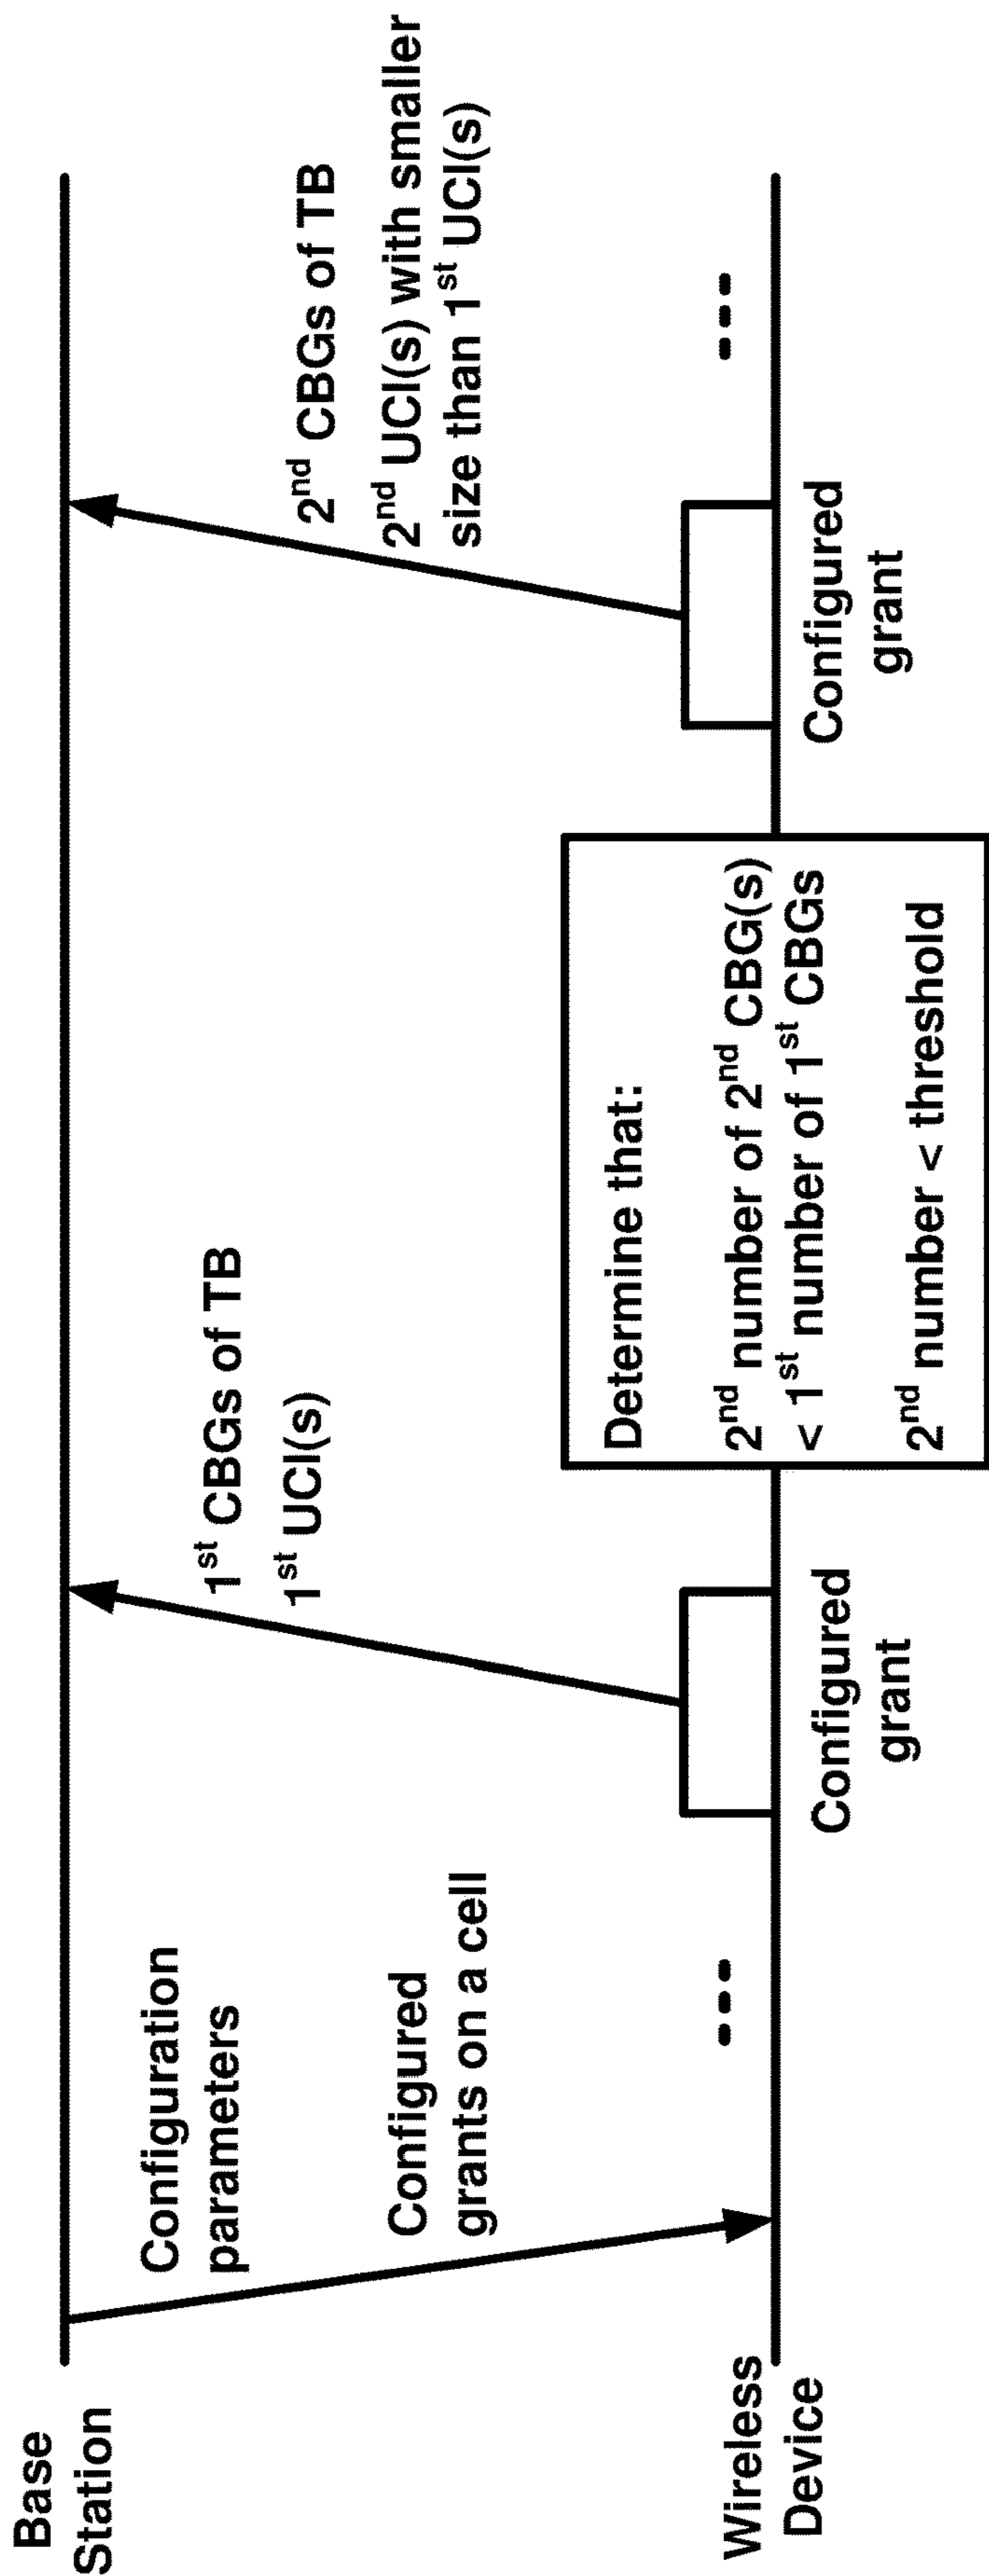 Base
Station
Configuration
parameters
Configured
grants on a cell
1st CBGs of TB
1st UCI(s)
2nd CBGs of TB
2nd UCI(s) with smaller
size than 1st UCI(s)
Wireless
Device
Configured
grant
Determine that:
2nd number of 2nd CBG(s)
< 1st number of 1st CBGs
2nd number < threshold
Configured
grant